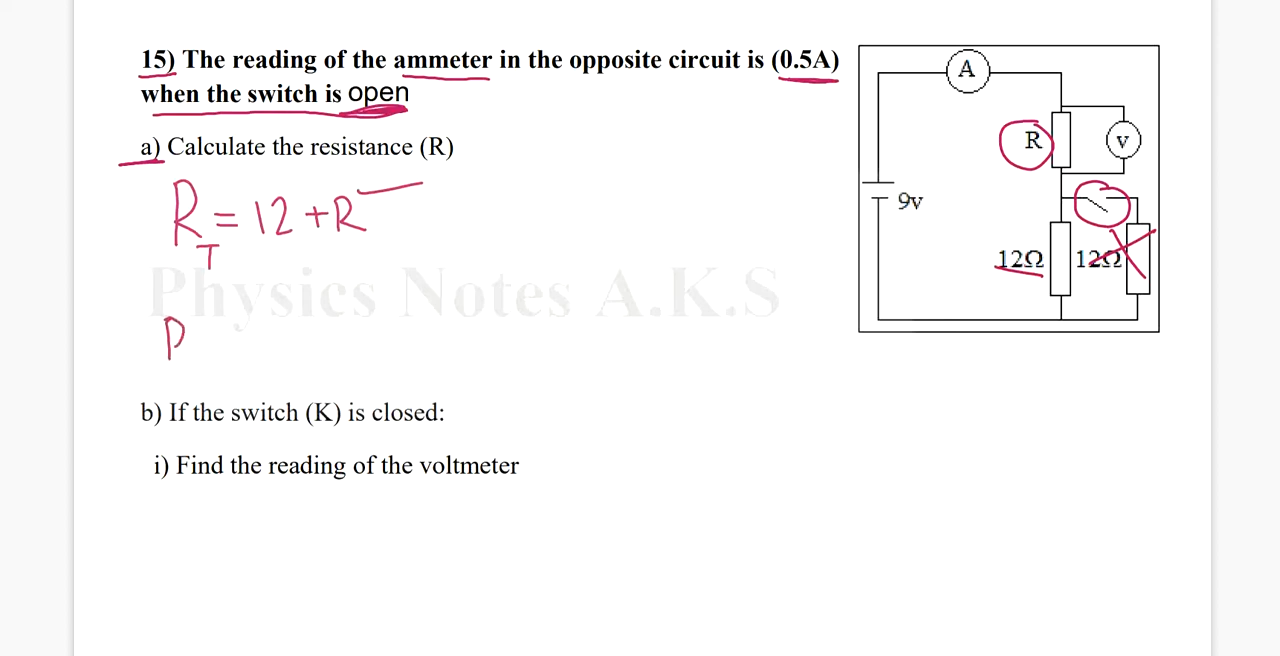 15) The reading of the ammeter in the opposite circuit is (0.5A)
when the switch is open
a) Calculate the resistance (R)
R_T = 12 + R
Physics Notes A.K.S
b) If the switch (K) is closed:
i) Find the reading of the voltmeter
A
R
V
9v
12Ω
12Ω